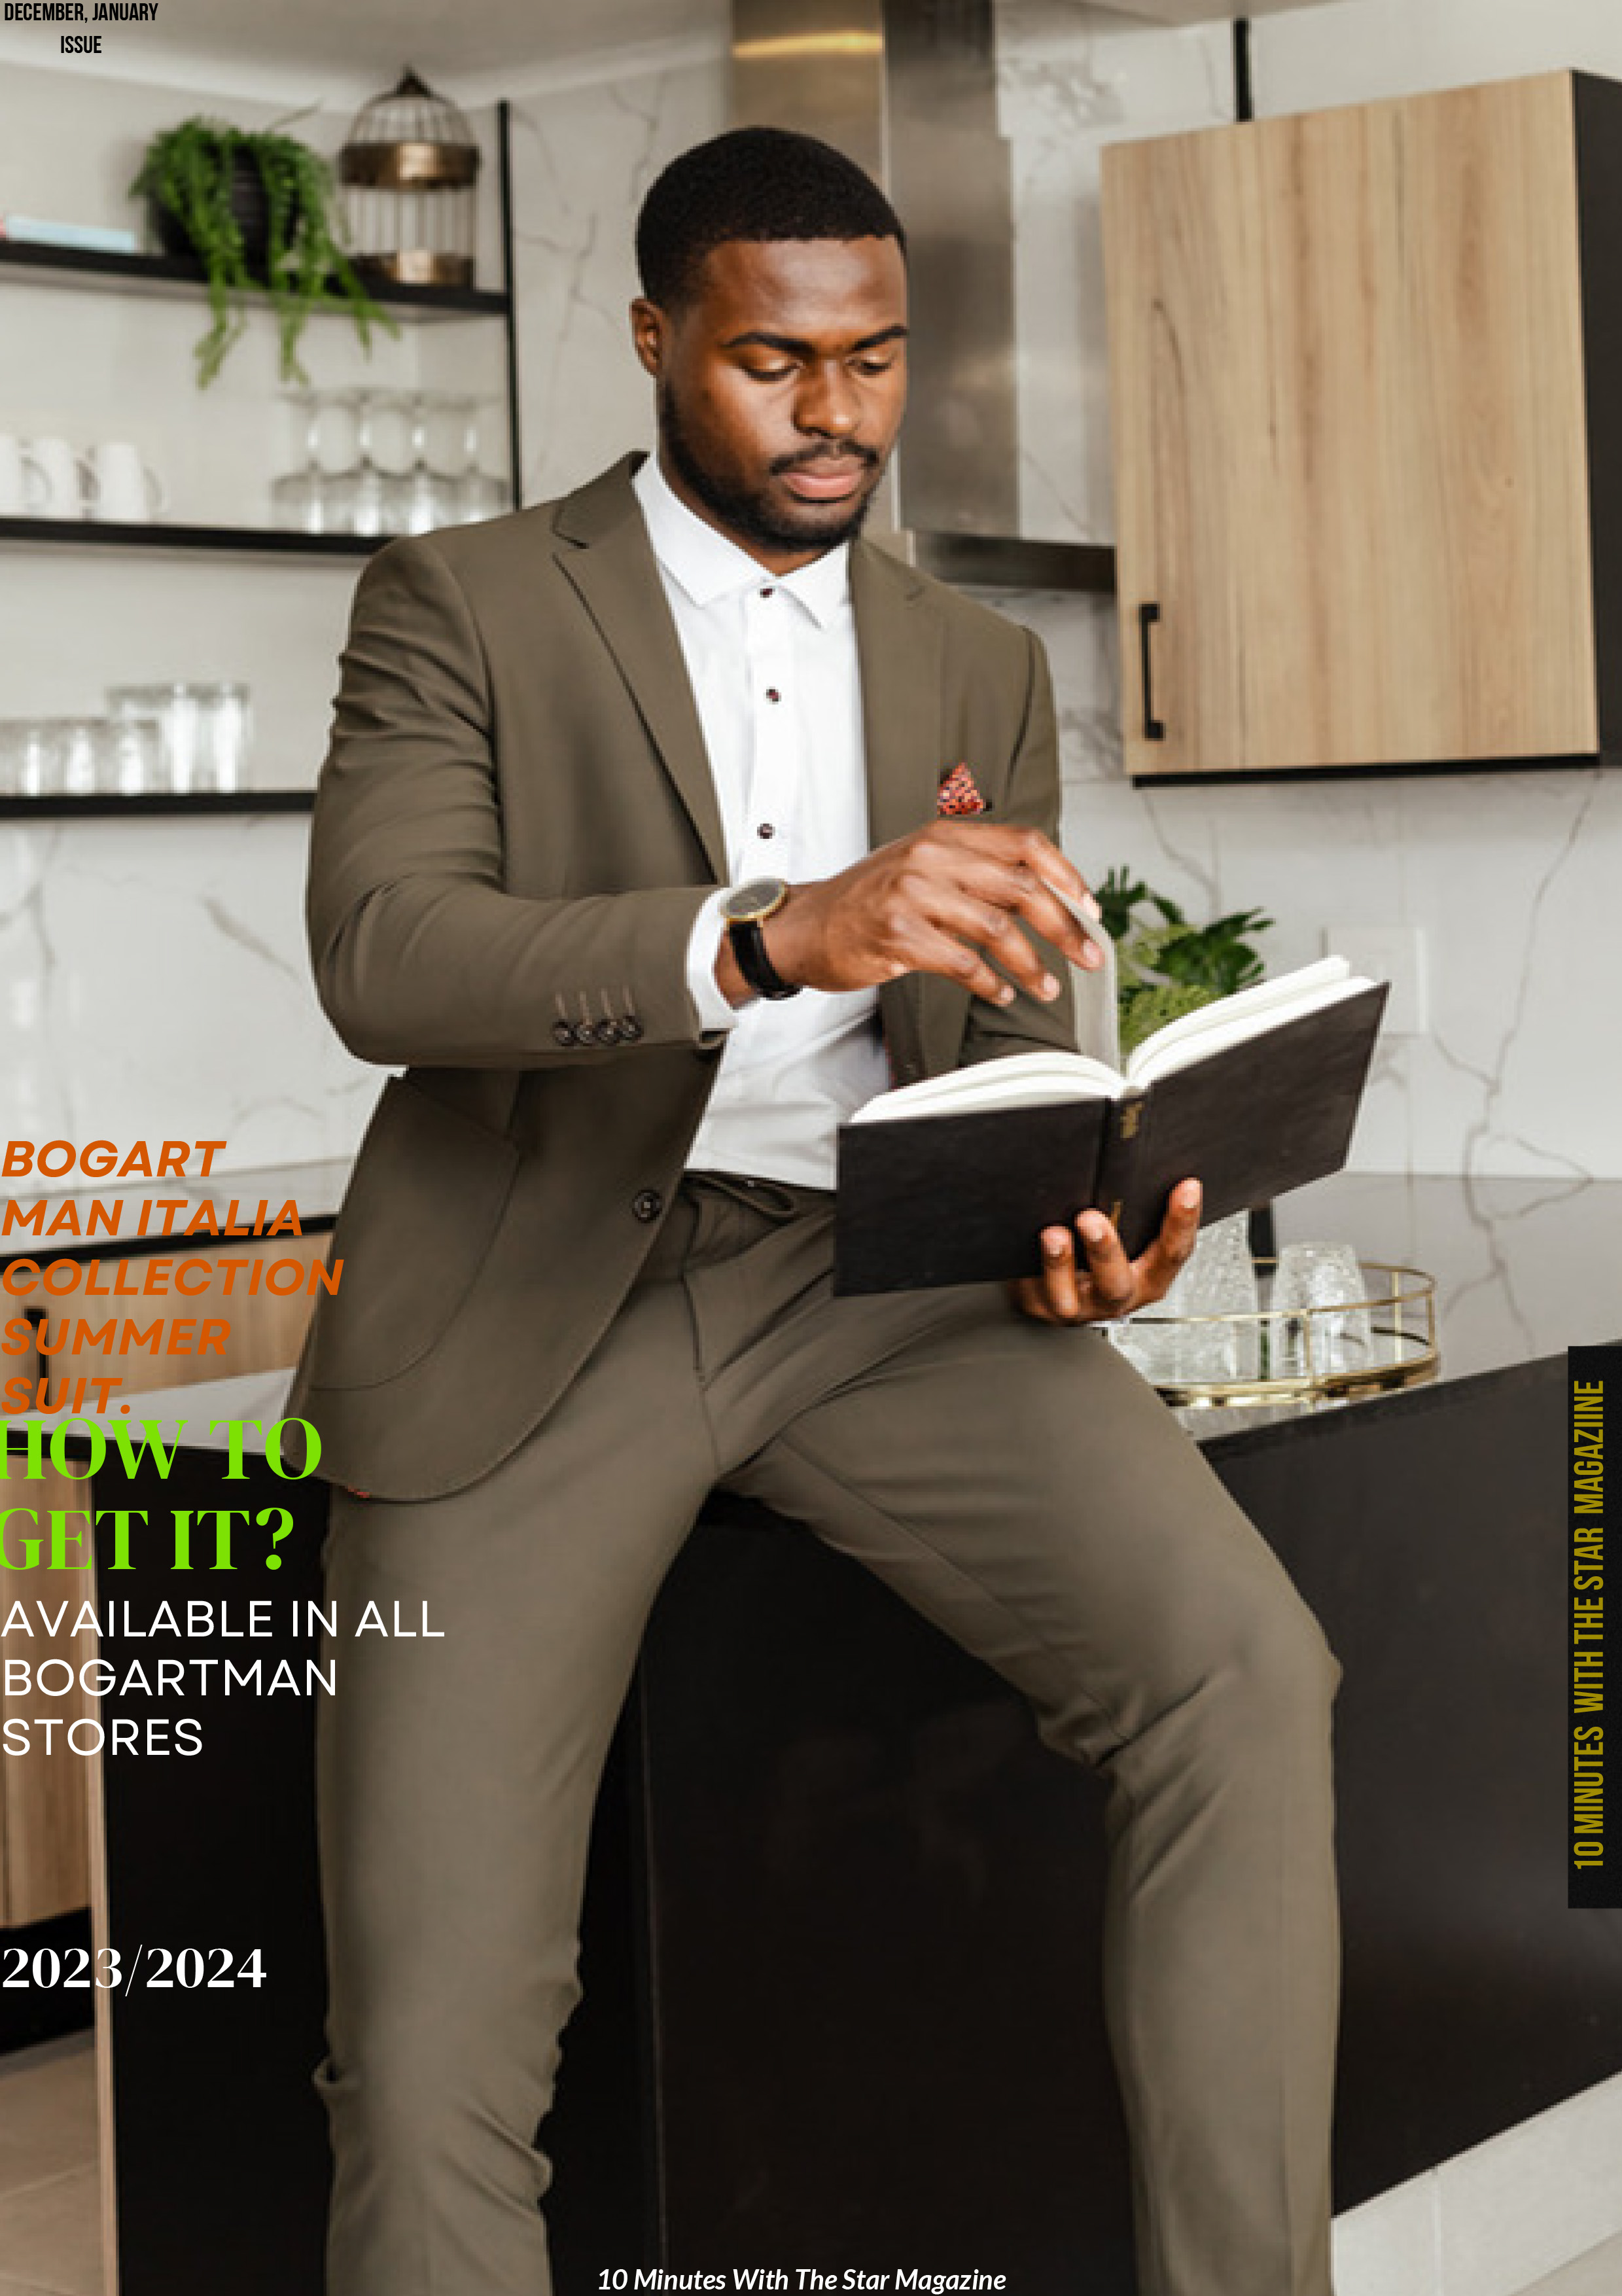 DECEMBER, JANUARY
ISSUE
BOGART
MAN ITALIA
COLLECTION
SUMMER
SUIT.
HOW TO
GET IT?
AVAILABLE IN ALL
BOGARTMAN
STORES
2023/2024
10 MINUTES WITH THE STAR MAGAZIINE
10 Minutes With The Star Magazine